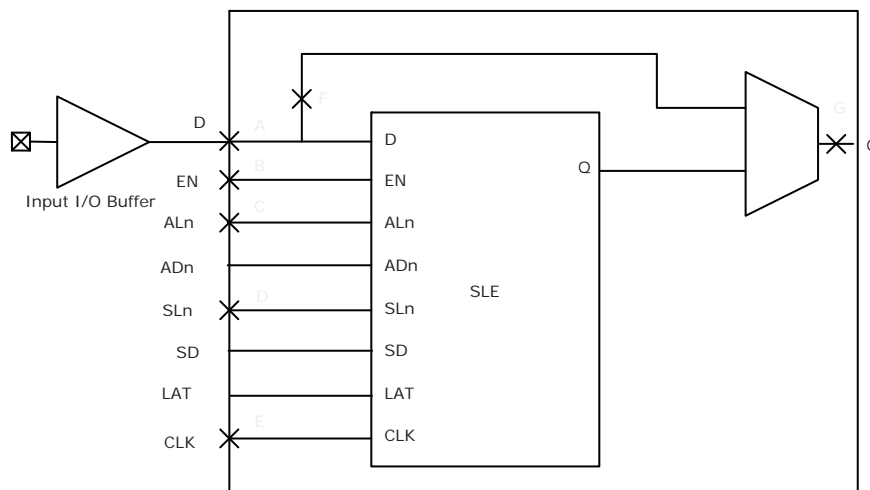 F
G
D
A
D
B
Q
EN
EN
Input I/O Buffer
C
ALn
ALn
ADn
ADn
D
SLE
SLn
SLn
SD
SD
LAT
LAT
E
CLK
CLK